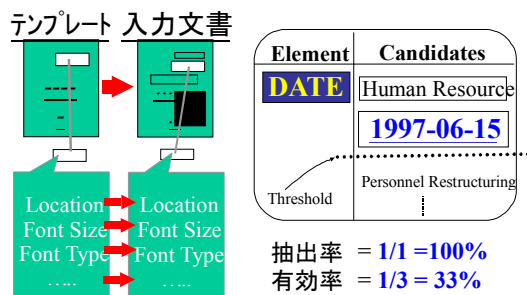 テンプレート 入力文書
Location Location
Font Size Font Size
Font Type Font Type
….. …..
Element Candidates
DATE Human Resource
1997-06-15
Threshold Personnel Restructuring
抽出率 = 1/1 =100%
有効率 = 1/3 = 33%